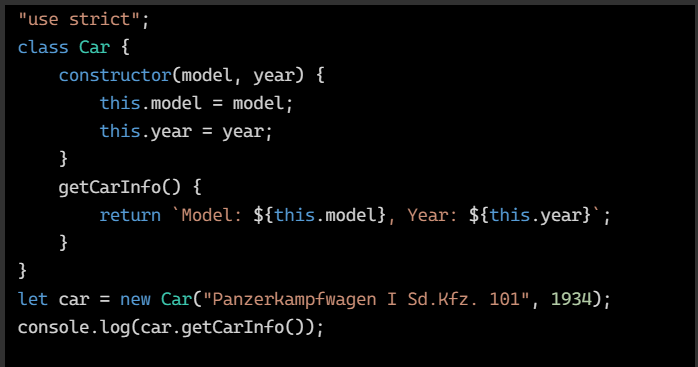 "use strict";
class Car {
    constructor(model, year) {
        this.model = model;
        this.year = year;
    }
    getCarInfo() {
        return `Model: ${this.model}, Year: ${this.year}`;
    }
}
let car = new Car("Panzerkampfwagen I Sd.Kfz. 101", 1934);
console.log(car.getCarInfo());